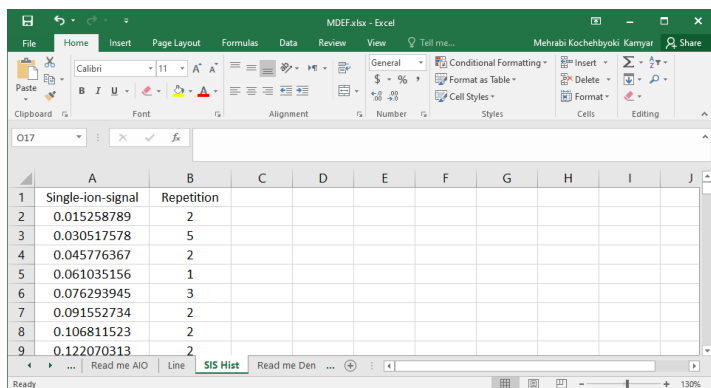 MDEF.xlsx - Excel
File Home Insert Page Layout Formulas Data Review View Tell me... Mehrabi Kochehbyoki Kamyar Share
Paste
Calibri 11 A A
B I U A
General
$ % ,
Conditional Formatting
Format as Table
Cell Styles
Insert
Delete
Format
Clipboard Font Alignment Number Styles Cells Editing
O17 fx
A B C D E F G H I J
1 Single-ion-signal Repetition
2 0.015258789 2
3 0.030517578 5
4 0.045776367 2
5 0.061035156 1
6 0.076293945 3
7 0.091552734 2
8 0.106811523 2
9 0.122070313 2
... Read me AIO Line SIS Hist Read me Den ...
Ready 130%